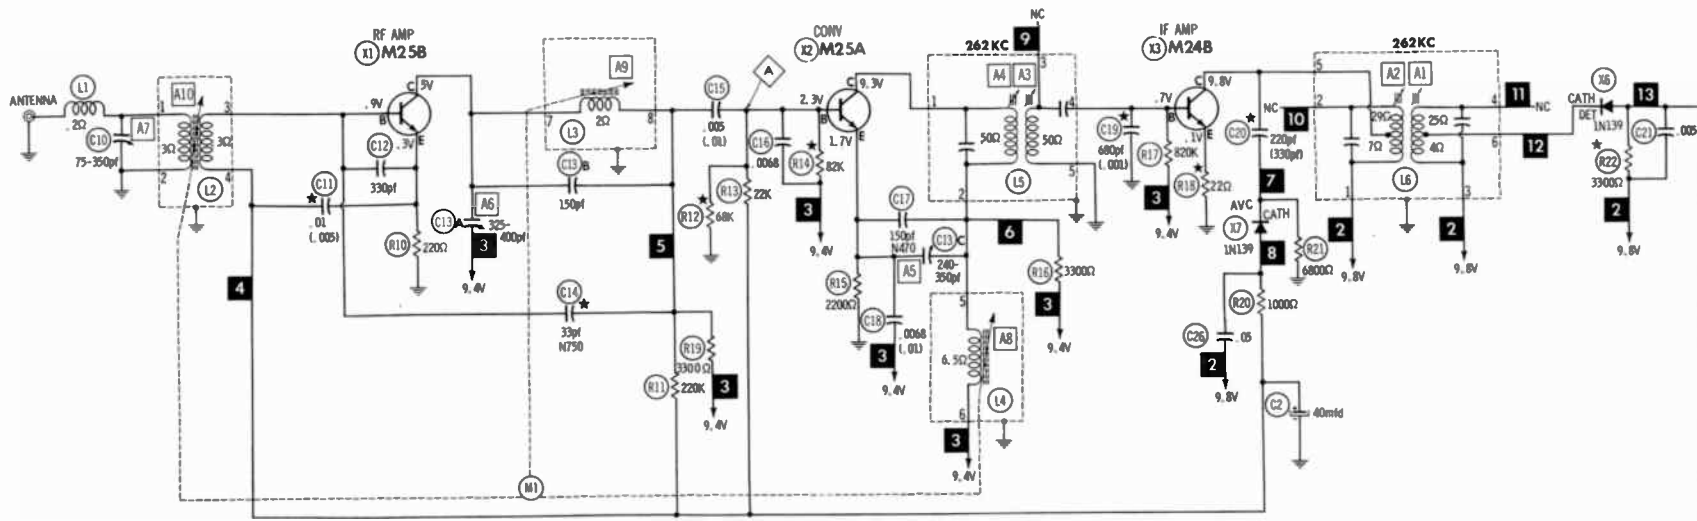 RF AMP
X1 M25B
CONV
X2 M25A
262KC
9
NC
3
IF AMP
X3 M24B
262KC
ANTENNA
L1
.2Ω
C10
75-350pf
A7
A10
1
3
3Ω
3Ω
2
4
L2
C11
.01
(.005)
C12
330pf
.9V
B
C
5V
E
.3V
R10
220Ω
C13 A
A6
325-
400pf
3
9.4V
A9
7
8
L3
2Ω
C13 B
150pf
C14
33pf
N750
4
5
R19
3300Ω
3
9.4V
R11
220K
M1
C15
.005
(.01)
A
C16
.0068
R12
68K
R13
22K
R14
82K
3
9.4V
2.3V
B
C
9.3V
E
1.7V
C17
150pf
N470
A5
C13 C
240-
350pf
R15
2200Ω
C18
.0068
(.01)
3
9.4V
A4
A3
1
4
50Ω
50Ω
2
5
L5
6
R16
3300Ω
3
9.4V
5
6.5Ω
A8
6
L4
3
9.4V
C19
680pf
(.001)
R17
820K
3
9.4V
.7V
B
C
9.8V
E
.1V
R18
22Ω
C20
220pf
(330pf)
NC
10
7
AVC
CATH
X7
1N139
8
R21
6800Ω
R20
1000Ω
C26
.05
2
9.8V
C2
40mfd
5
2
A2
A1
29Ω
7Ω
25Ω
4Ω
4
6
1
3
L6
2
9.8V
2
9.8V
11
NC
12
X6
CATH
DET
1N139
13
R22
3300Ω
C21
.005
2
9.8V